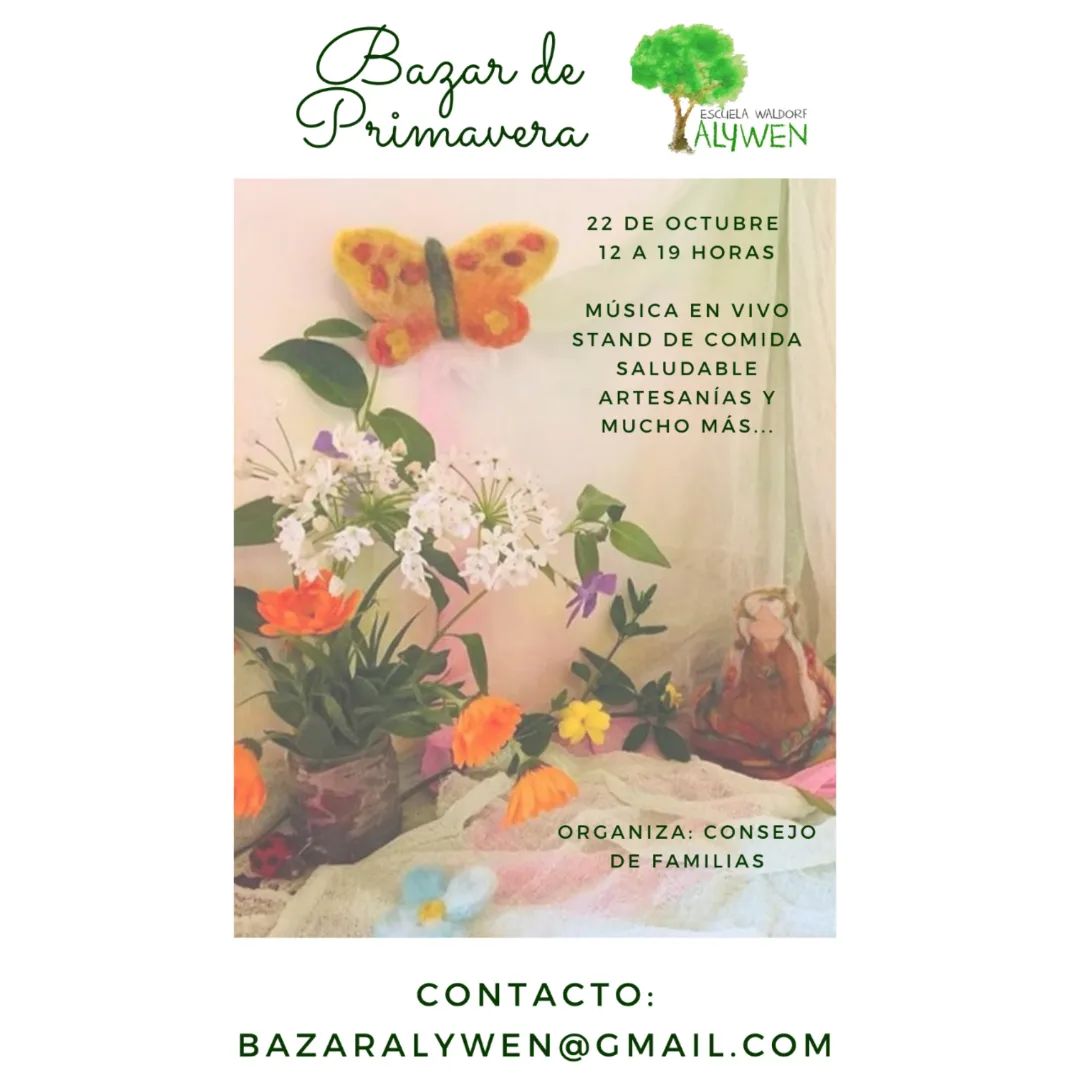 Bazar de
Primavera
ESCUELA WALDORF
ALYWEN
22 DE OCTUBRE
12 A 19 HORAS
MÚSICA EN VIVO
STAND DE COMIDA
SALUDABLE
ARTESANÍAS Y
MUCHO MÁS...
ORGANIZA: CONSEJO
DE FAMILIAS
CONTACTO:
BAZARALYWEN@GMAIL.COM